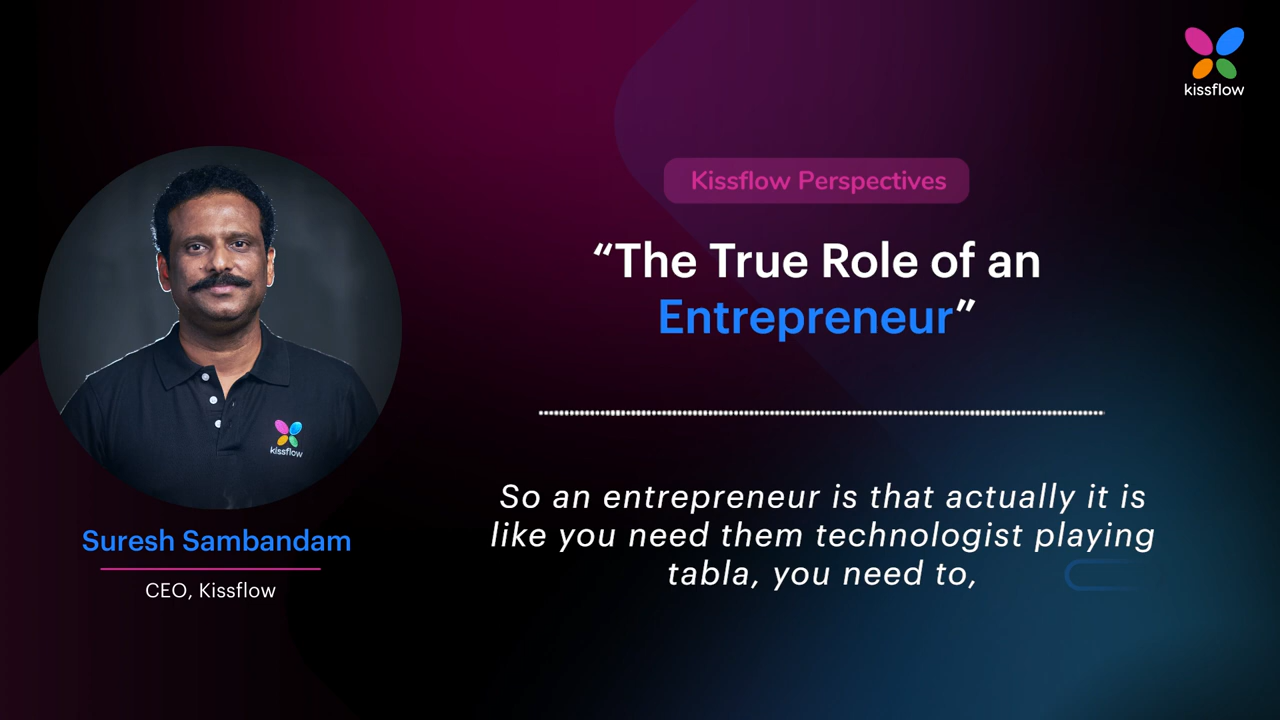 kissflow
Kissflow Perspectives
“The True Role of an
Entrepreneur”
So an entrepreneur is that actually it is
like you need them technologist playing
tabla, you need to,
kissflow
Suresh Sambandam
CEO, Kissflow